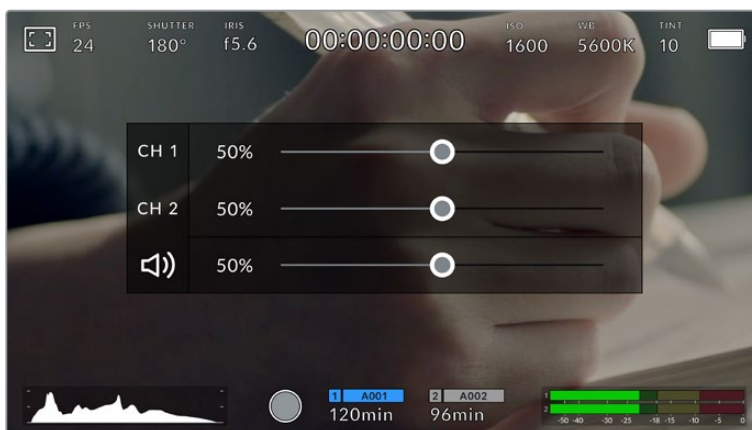 FPS SHUTTER IRIS ISO WB TINT
24 180° f5.6 00:00:00:00 1600 5600K 10
CH 1 50%
CH 2 50%
50%
1 A001 2 A002
120min 96min
1
2
-50 -40 -30 -25 -18 -15 -10 -5 0